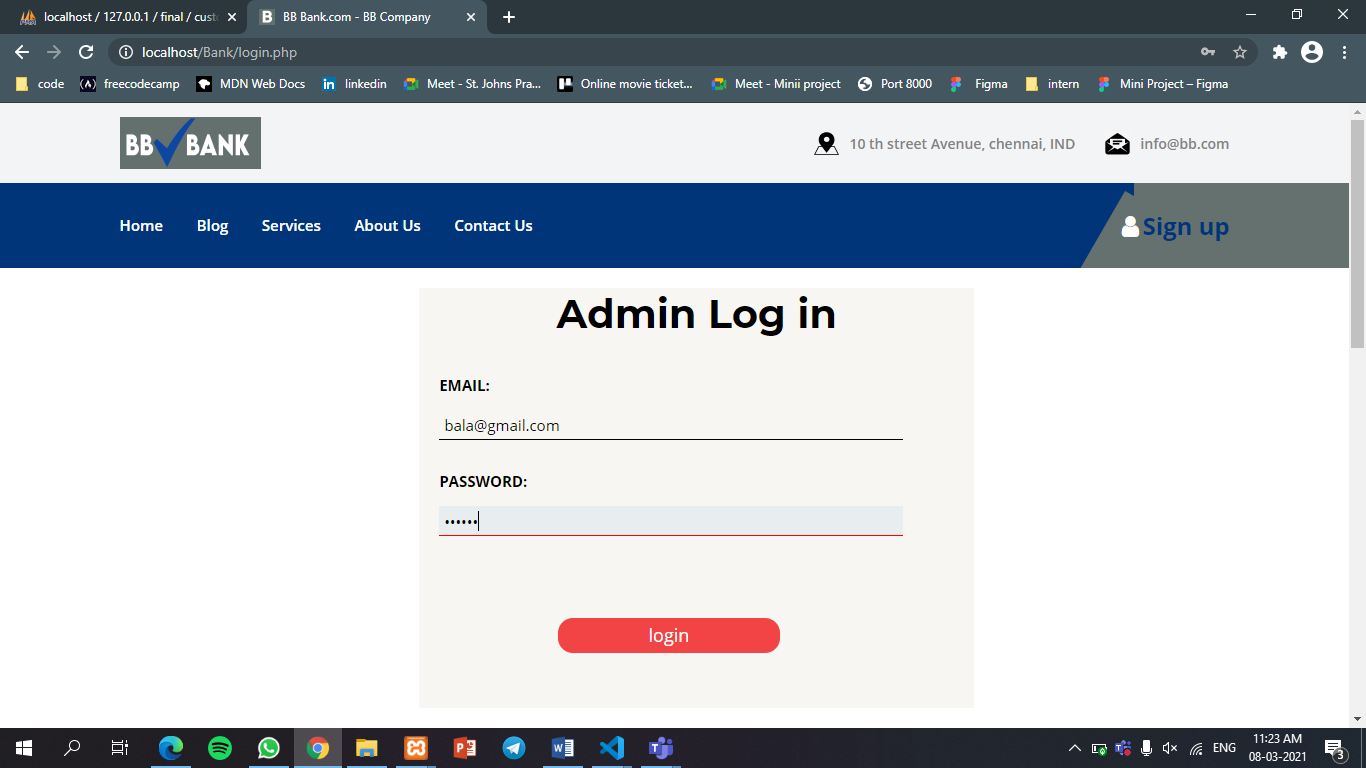 localhost / 127.0.0.1 / final / cust
BB Bank.com - BB Company
localhost/Bank/login.php
code freecodecamp MDN Web Docs linkedin Meet - St. Johns Pra... Online movie ticket... Meet - Minii project Port 8000 Figma intern Mini Project – Figma
BB BANK
10 th street Avenue, chennai, IND info@bb.com
Home Blog Services About Us Contact Us Sign up
Admin Log in
EMAIL:
bala@gmail.com
PASSWORD:
••••••
login
ENG
11:23 AM
08-03-2021
3